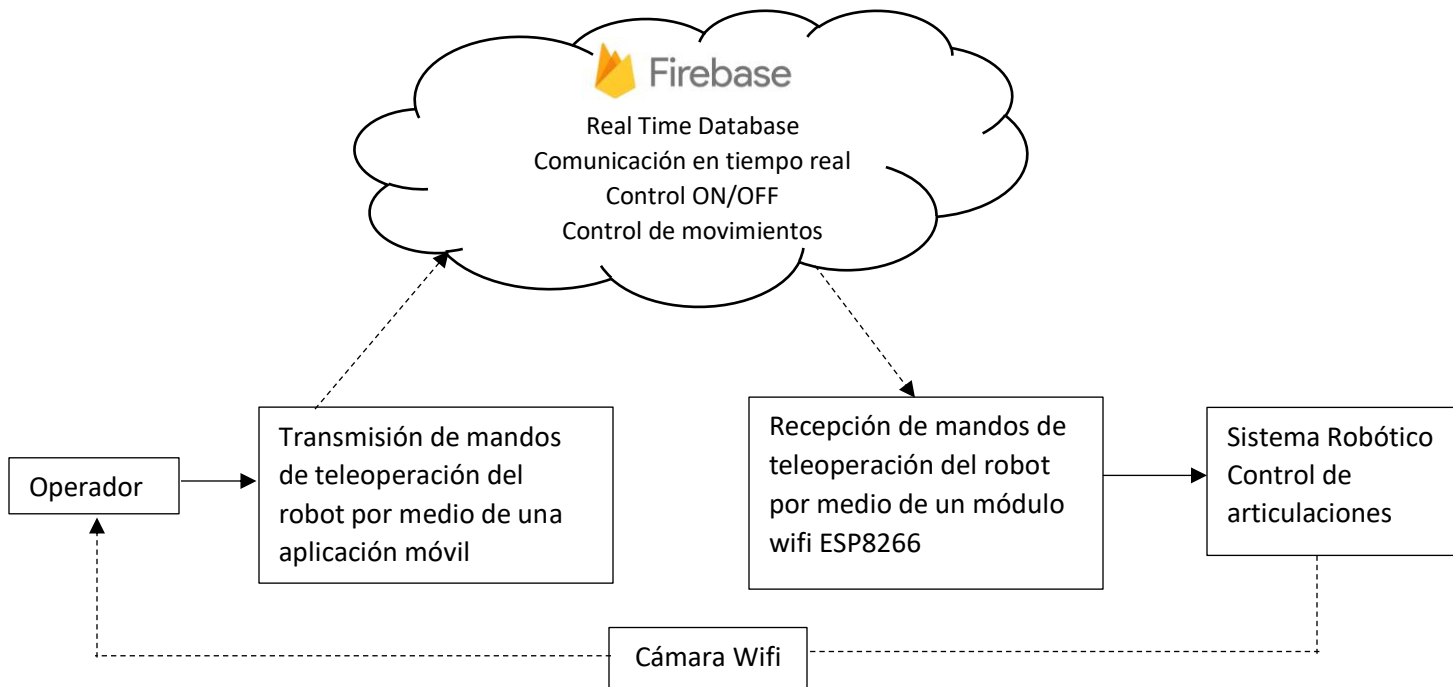 Firebase
Real Time Database
Comunicación en tiempo real
Control ON/OFF
Control de movimientos
Operador
Transmisión de mandos
de teleoperación del
robot por medio de una
aplicación móvil
Recepción de mandos de
teleoperación del robot
por medio de un módulo
wifi ESP8266
Sistema Robótico
Control de
articulaciones
Cámara Wifi